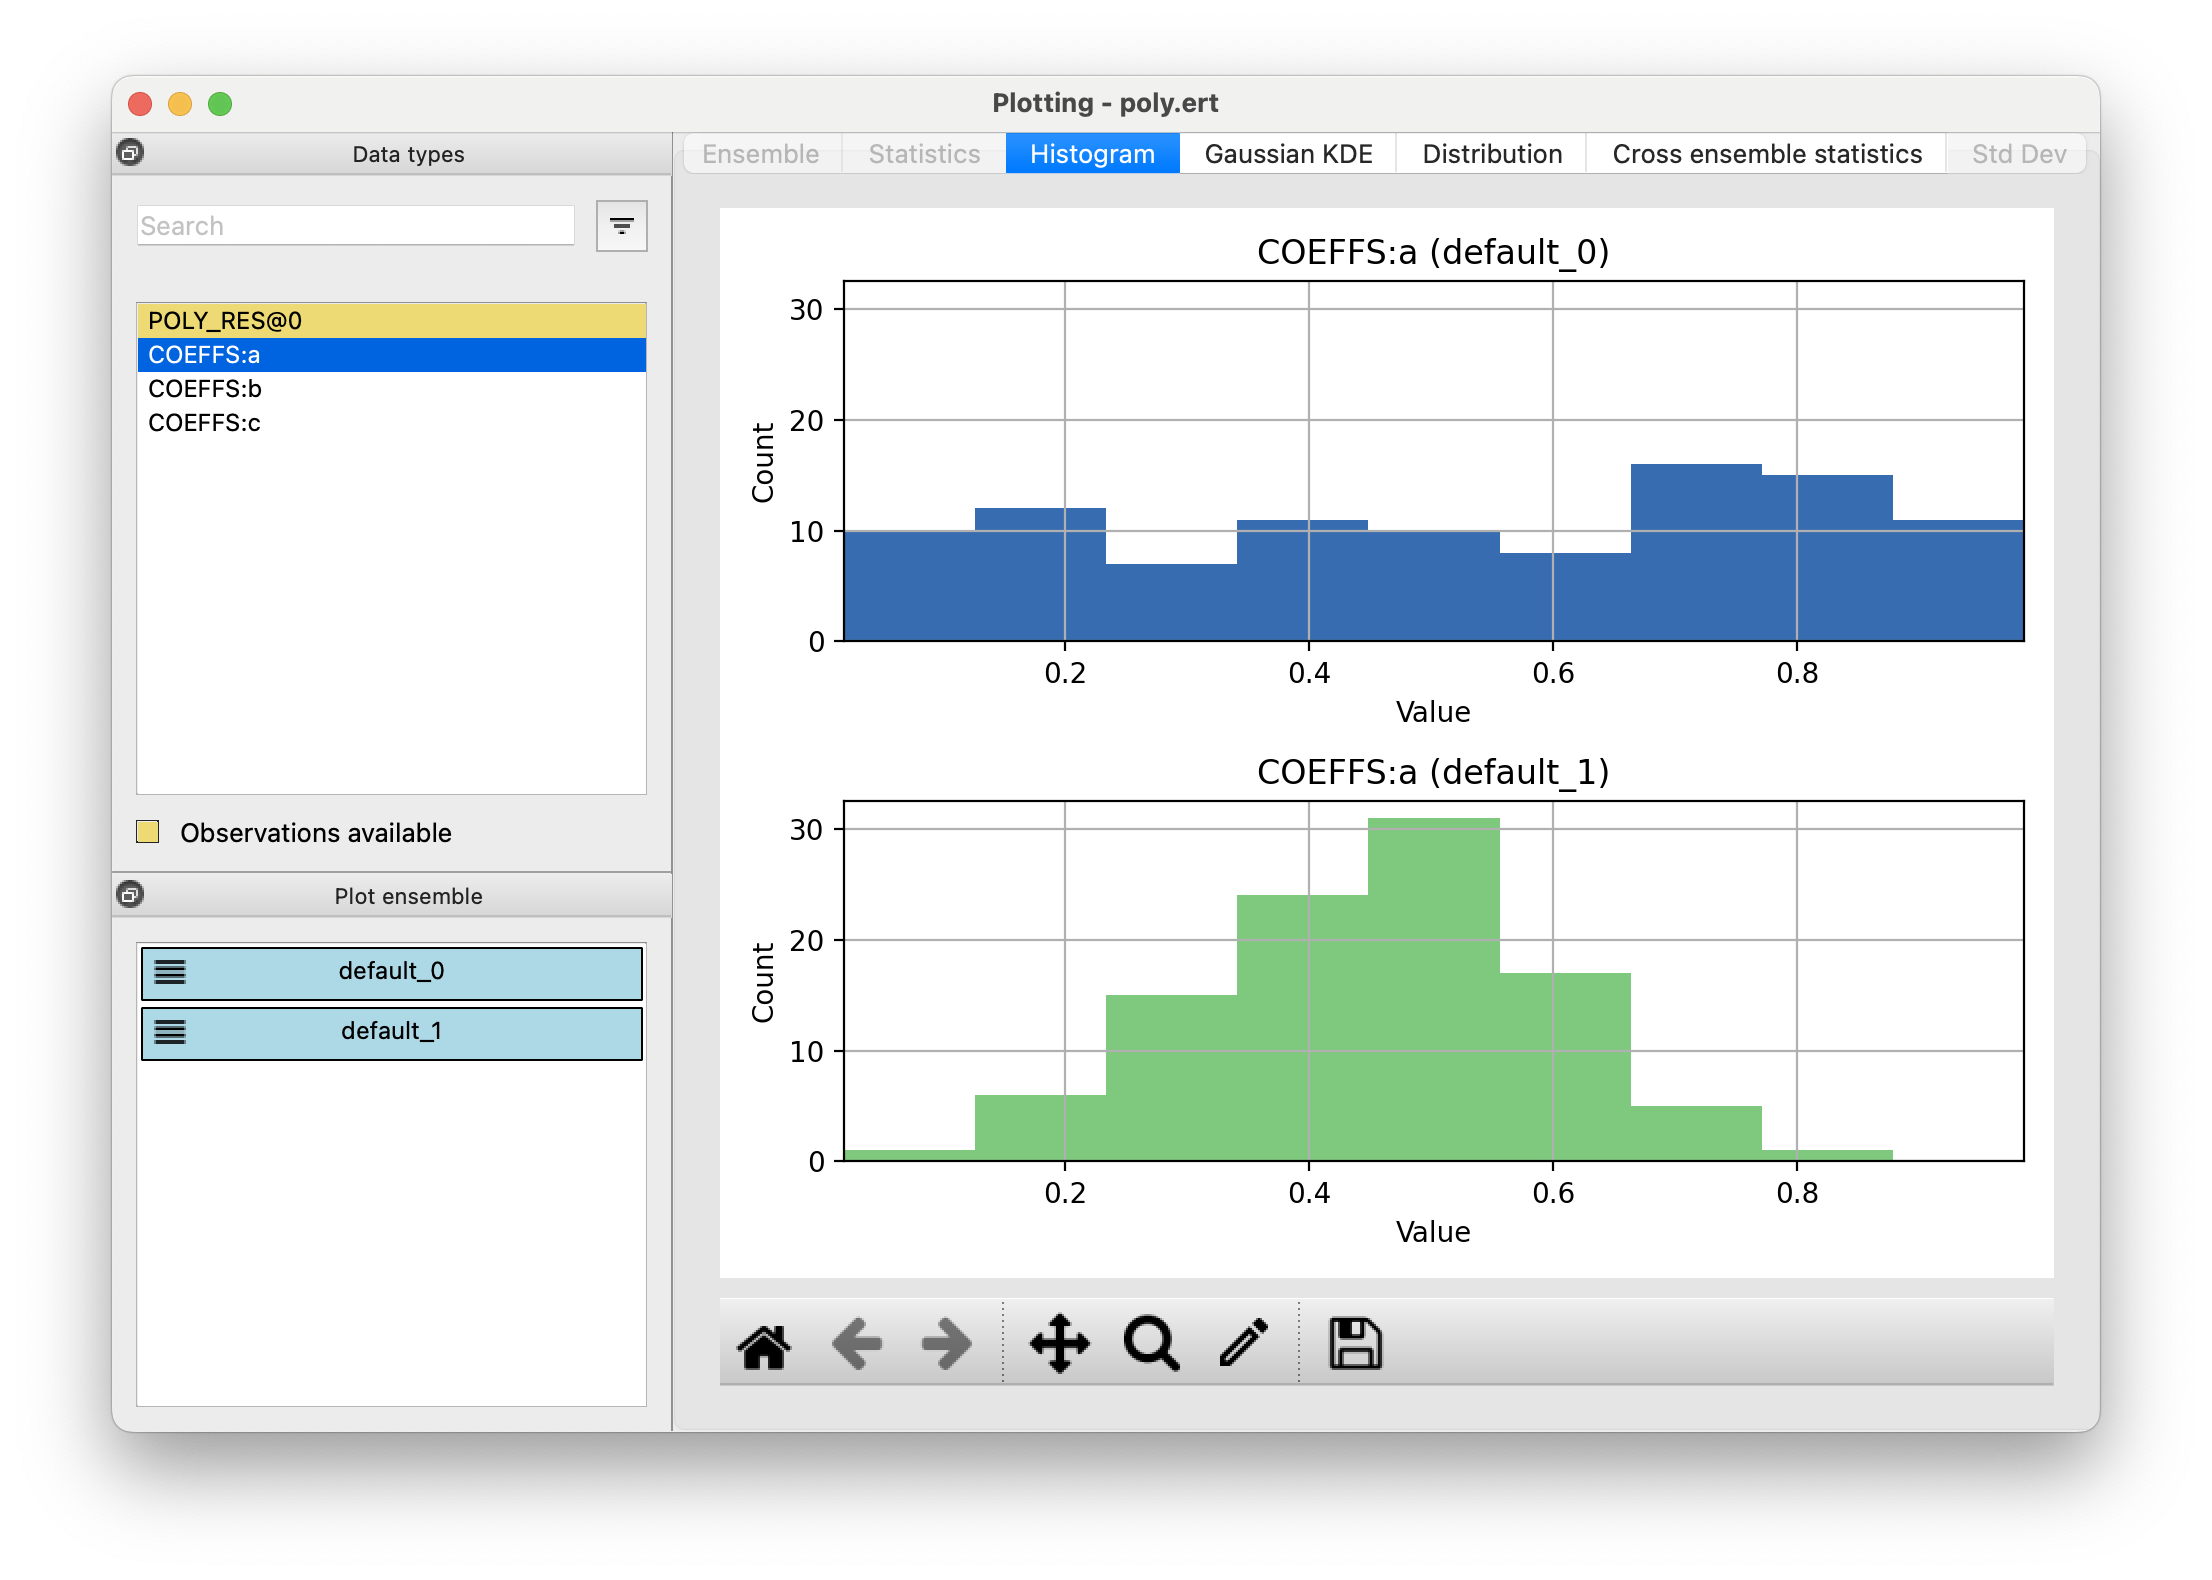 Plotting - poly.ert
Data types
Search
POLY_RES@0
COEFFS:a
COEFFS:b
COEFFS:c
Observations available
Plot ensemble
default_0
default_1
Ensemble Statistics Histogram Gaussian KDE Distribution Cross ensemble statistics Std Dev
COEFFS:a (default_0)
30
20
10
0
Count
0.2 0.4 0.6 0.8
Value
COEFFS:a (default_1)
30
20
10
0
Count
0.2 0.4 0.6 0.8
Value